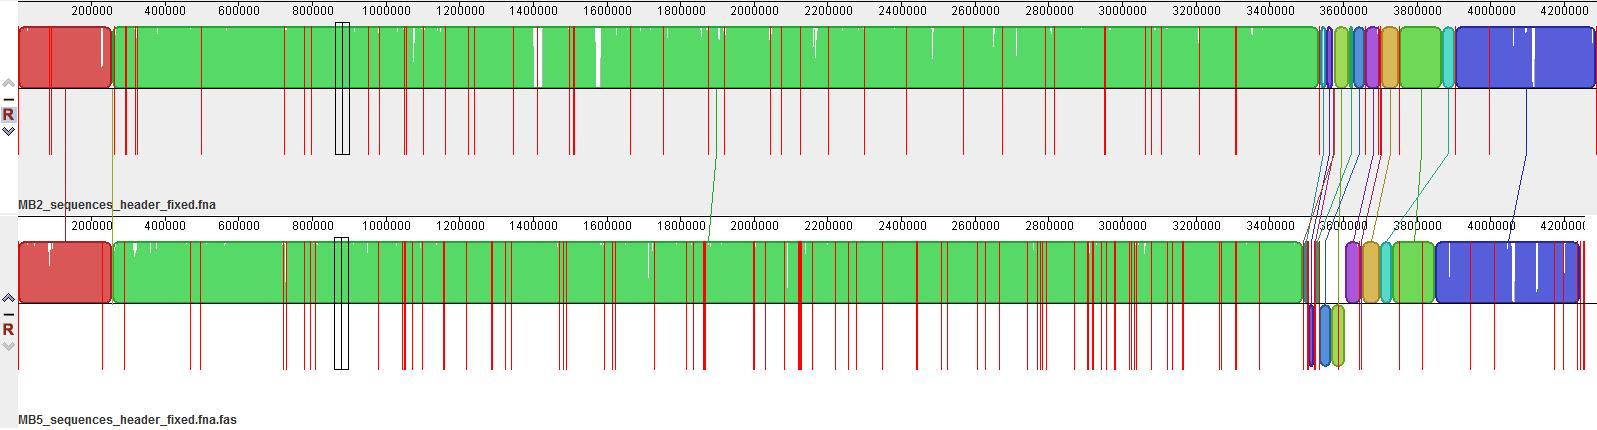 200000 400000 600000 800000 1000000 1200000 1400000 1600000 1800000 2000000 2200000 2400000 2600000 2800000 3000000 3200000 3400000 3600000 3800000 4000000 4200000
R
MB2_sequences_header_fixed.fna
200000 400000 600000 800000 1000000 1200000 1400000 1600000 1800000 2000000 2200000 2400000 2600000 2800000 3000000 3200000 3400000 3600000 3800000 4000000 4200000
R
MB5_sequences_header_fixed.fna.fas